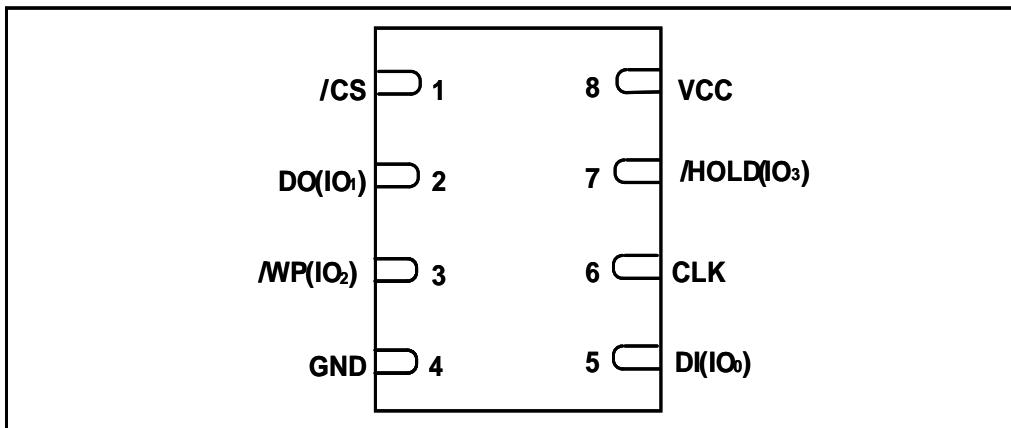 /CS 1 8 VCC
DO(IO₁) 2 7 /HOLD(IO₃)
/WP(IO₂) 3 6 CLK
GND 4 5 DI(IO₀)